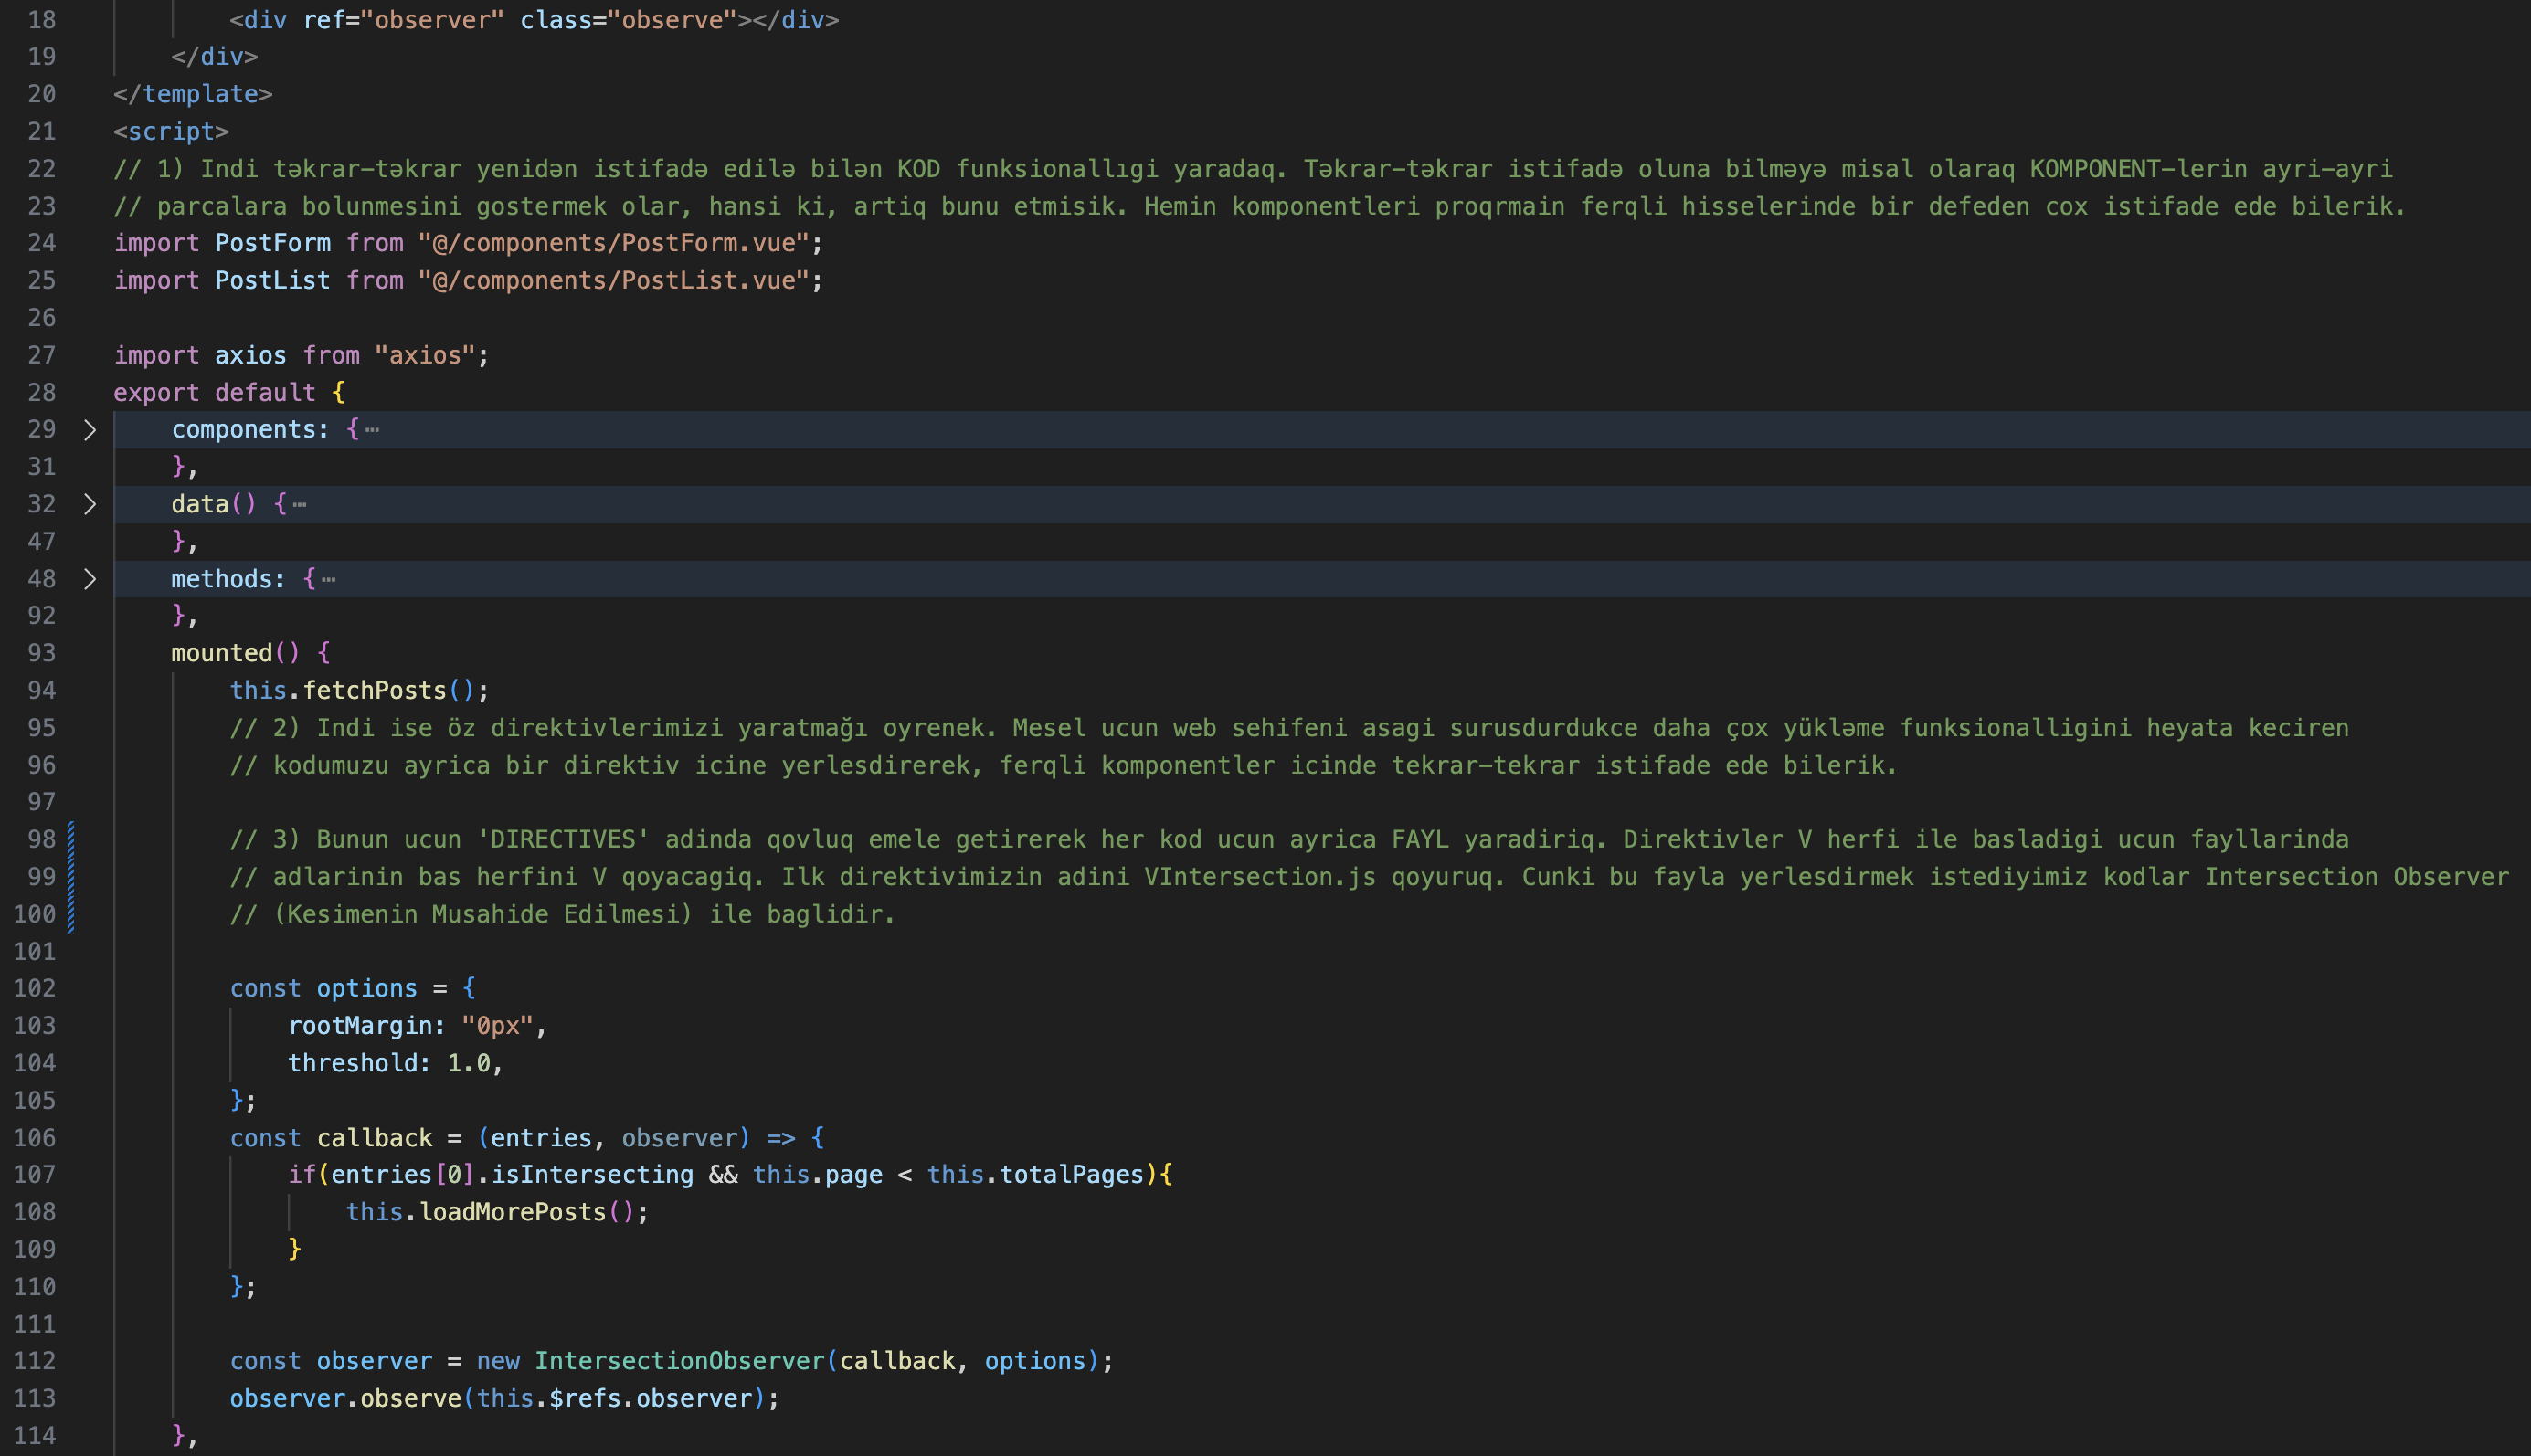 18 <div ref="observer" class="observe"></div>
19 </div>
20 </template>
21 <script>
22 // 1) Indi təkrar-təkrar yenidən istifadə edilə bilən KOD funksionallıgi yaradaq. Təkrar-təkrar istifadə oluna bilməyə misal olaraq KOMPONENT-lerin ayri-ayri
23 // parcalara bolunmesini gostermek olar, hansi ki, artiq bunu etmisik. Hemin komponentleri proqrmain ferqli hisselerinde bir defeden cox istifade ede bilerik.
24 import PostForm from "@/components/PostForm.vue";
25 import PostList from "@/components/PostList.vue";
26
27 import axios from "axios";
28 export default {
29 components: {⋯
31 },
32 data() {⋯
47 },
48 methods: {⋯
92 },
93 mounted() {
94 this.fetchPosts();
95 // 2) Indi ise öz direktivlerimizi yaratmağı oyrenek. Mesel ucun web sehifeni asagi surusdurdukce daha çox yükləme funksionalligini heyata keciren
96 // kodumuzu ayrica bir direktiv icine yerlesdirerek, ferqli komponentler icinde tekrar-tekrar istifade ede bilerik.
97
98 // 3) Bunun ucun 'DIRECTIVES' adinda qovluq emele getirerek her kod ucun ayrica FAYL yaradiriq. Direktivler V herfi ile basladigi ucun fayllarinda
99 // adlarinin bas herfini V qoyacagiq. Ilk direktivimizin adini VIntersection.js qoyuruq. Cunki bu fayla yerlesdirmek istediyimiz kodlar Intersection Observer
100 // (Kesimenin Musahide Edilmesi) ile baglidir.
101
102 const options = {
103 rootMargin: "0px",
104 threshold: 1.0,
105 };
106 const callback = (entries, observer) => {
107 if(entries[0].isIntersecting && this.page < this.totalPages){
108 this.loadMorePosts();
109 }
110 };
111
112 const observer = new IntersectionObserver(callback, options);
113 observer.observe(this.$refs.observer);
114 },